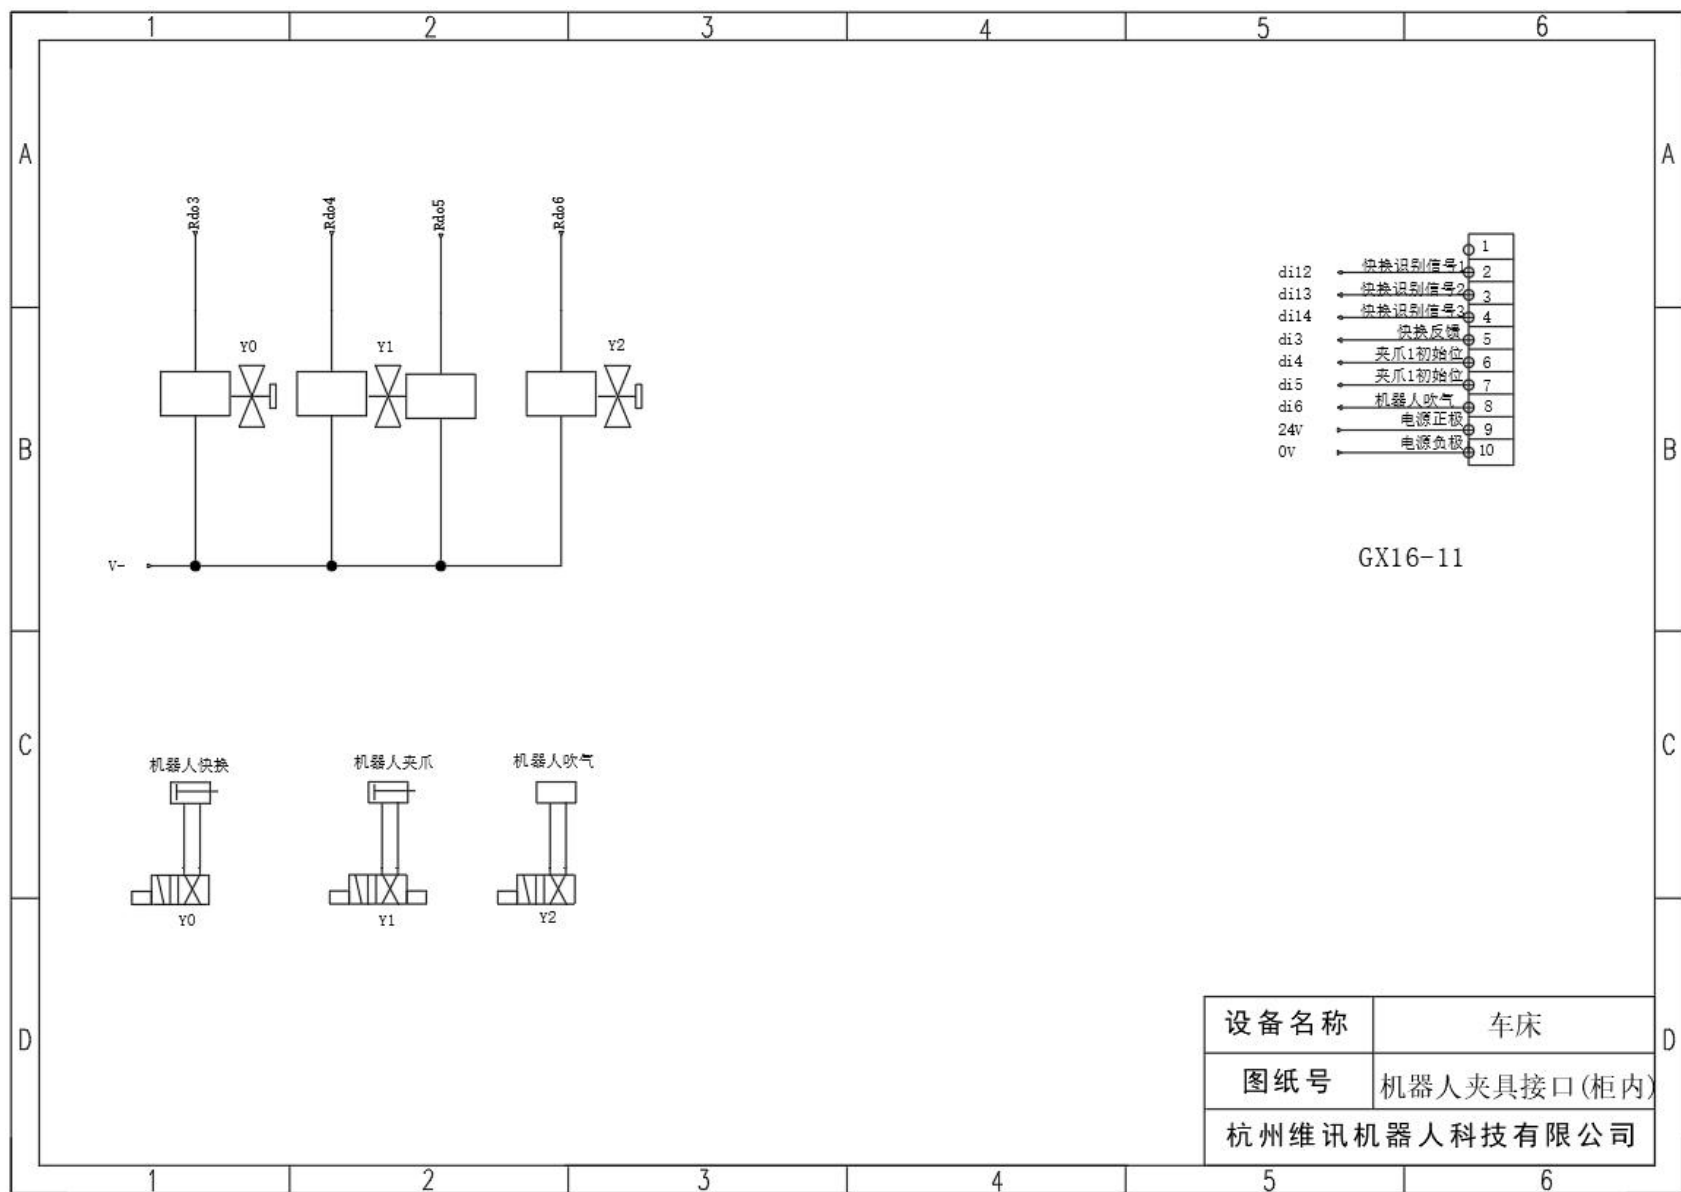 1 2 3 4 5 6
A A
Rdo3 Rdo4 Rdo5 Rdo6
1
di12 快换识别信号1 2
di13 快换识别信号2 3
di14 快换识别信号3 4
di3 快换反馈 5
di4 夹爪1初始位 6
di5 夹爪1初始位 7
di6 机器人吹气 8
24V 电源正极 9
0V 电源负极 10
Y0 Y1 Y2
B B
V-
GX16-11
C C
机器人快换 机器人夹爪 机器人吹气
Y0 Y1 Y2
D D
设备名称 车床
图纸号 机器人夹具接口(柜内)
杭州维讯机器人科技有限公司
1 2 3 4 5 6